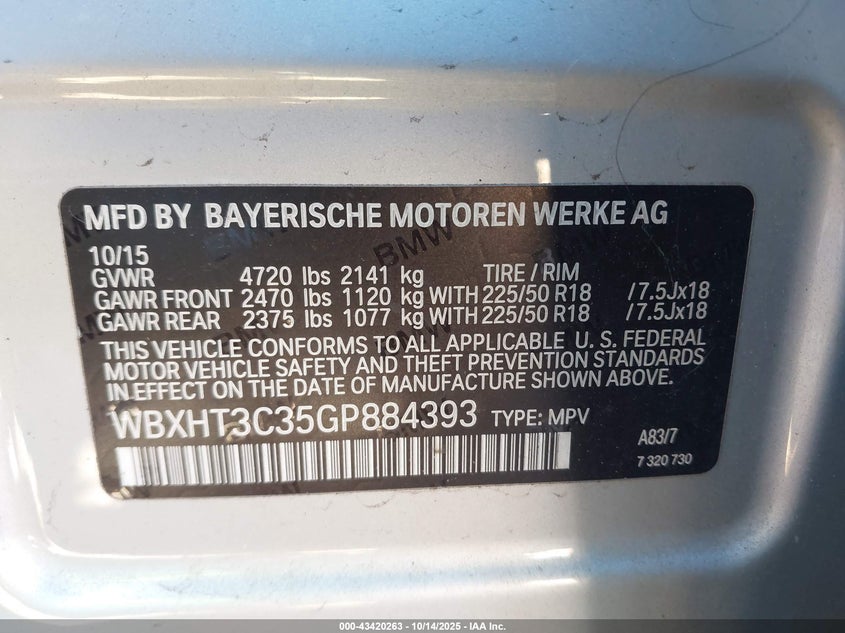 MFD BY BAYERISCHE MOTOREN WERKE AG
10/15
GVWR 4720 lbs 2141 kg TIRE / RIM
GAWR FRONT 2470 lbs 1120 kg WITH 225/50 R18 /7.5Jx18
GAWR REAR 2375 lbs 1077 kg WITH 225/50 R18 /7.5Jx18
THIS VEHICLE CONFORMS TO ALL APPLICABLE U. S. FEDERAL
MOTOR VEHICLE SAFETY AND THEFT PREVENTION STANDARDS
IN EFFECT ON THE DATE OF MANUFACTURE SHOWN ABOVE.
WBXHT3C35GP884393 TYPE: MPV
A83/7
7 320 730
000-43420263 - 10/14/2025 - IAA Inc.